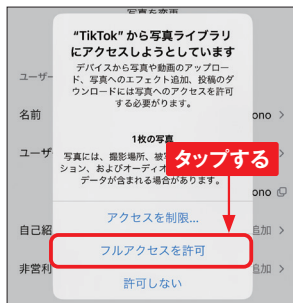 写真を変更
"TikTok" から写真ライブラリ
にアクセスしようとしています
デバイスから写真や動画のアップロー
ド、写真へのエフェクト追加、投稿のダ
ウンロードには写真へのアクセスを許可
する必要がります。
ユーザー
名前
ono >
1枚の写真
ユーザ
写真には、撮影場所、被
ション、およびオーディオ
データが含まれる場合があります。
タップする
ono
アクセスを制限...
自己紹
追加 >
フルアクセスを許可
非営利
追加 >
許可しない